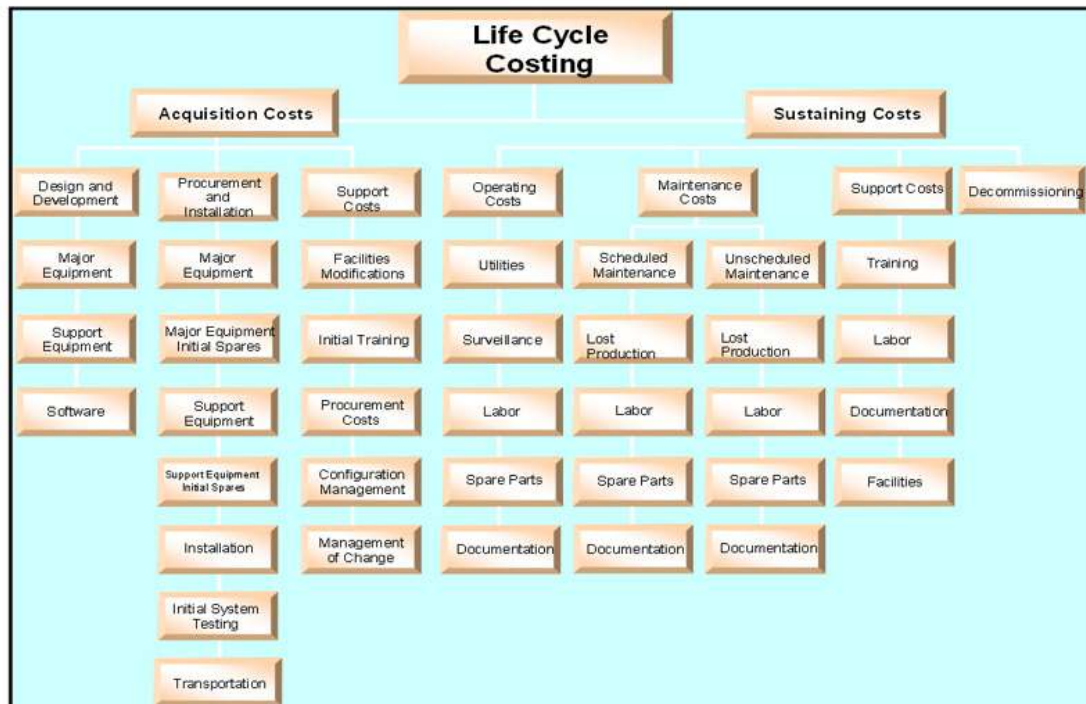 Life Cycle
Costing
Acquisition Costs
Sustaining Costs
Design and
Development
Procurement
and
Installation
Support
Costs
Operating
Costs
Maintenance
Costs
Support Costs
Decommissioning
Major
Equipment
Major
Equipment
Facilities
Modifications
Utilities
Scheduled
Maintenance
Unscheduled
Maintenance
Training
Support
Equipment
Major Equipment
Initial Spares
Initial Training
Surveillance
Lost
Production
Lost
Production
Labor
Software
Support
Equipment
Procurement
Costs
Labor
Labor
Labor
Documentation
Support Equipment
Initial Spares
Configuration
Management
Spare Parts
Spare Parts
Spare Parts
Facilities
Installation
Management
of Change
Documentation
Documentation
Documentation
Initial System
Testing
Transportation